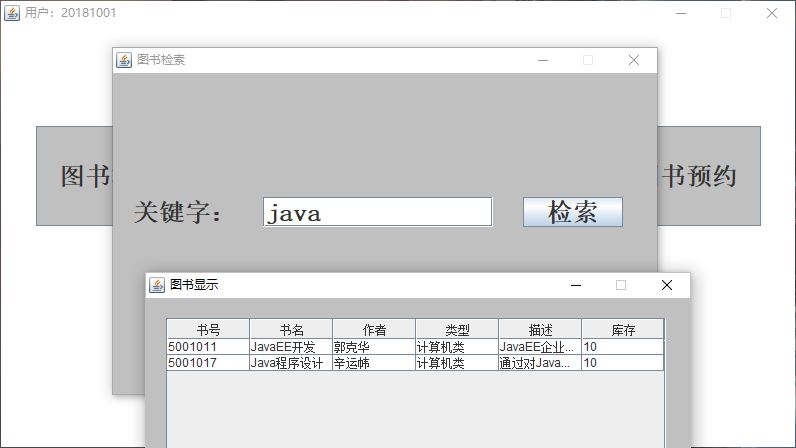 用户：20181001
图书检索
图书
书预约
关键字：
java
检索
图书显示
书号 书名 作者 类型 描述 库存
5001011 JavaEE开发 郭克华 计算机类 JavaEE企业... 10
5001017 Java程序设计 辛运帏 计算机类 通过对Java... 10